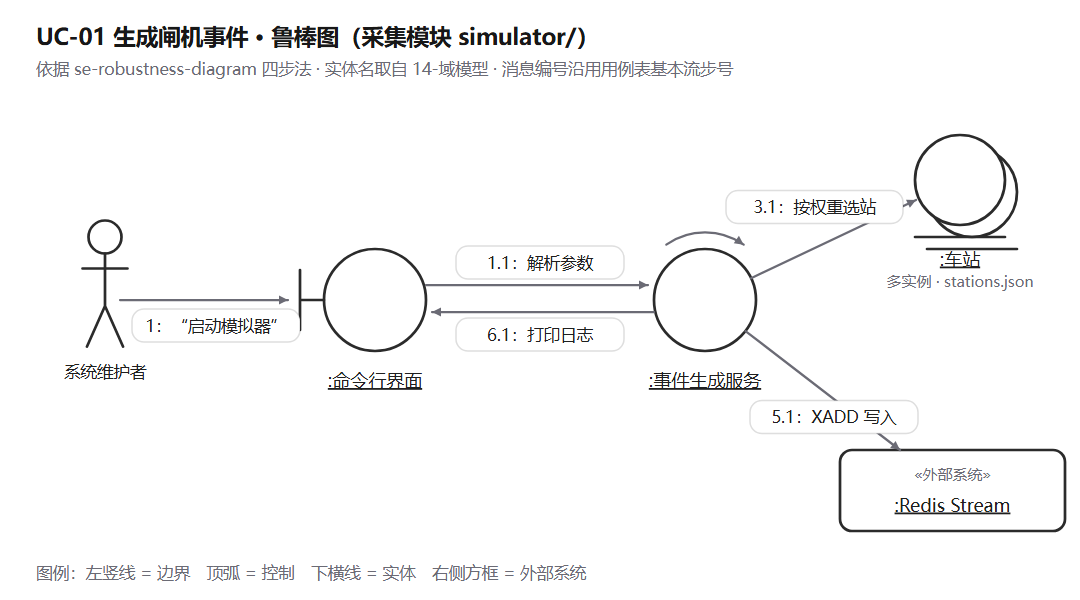 UC-01 生成闸机事件 · 鲁棒图（采集模块 simulator/）
依据 se-robustness-diagram 四步法 · 实体名取自 14-域模型 · 消息编号沿用用例表基本流步号
3.1：按权重选站
:车站
多实例 · stations.json
1.1：解析参数
1：“启动模拟器”
6.1：打印日志
系统维护者
:命令行界面
:事件生成服务
5.1：XADD 写入
«外部系统»
:Redis Stream
图例：左竖线 = 边界 顶弧 = 控制 下横线 = 实体 右侧方框 = 外部系统